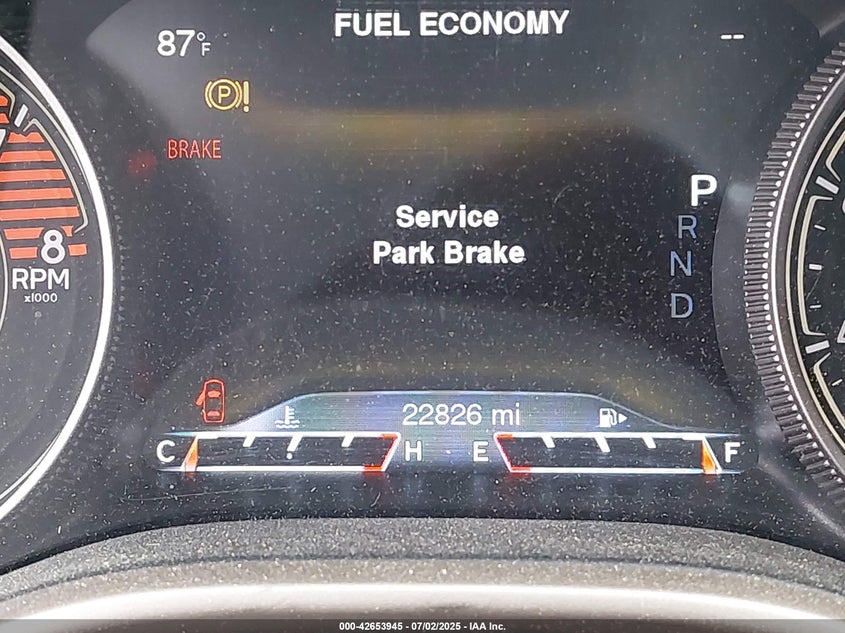 FUEL ECONOMY
87°F
--
P!
BRAKE
P
Service
Park Brake
R
N
D
8
RPM
x1000
22826 mi
C H E F
000-42653945 - 07/02/2025 - IAA Inc.